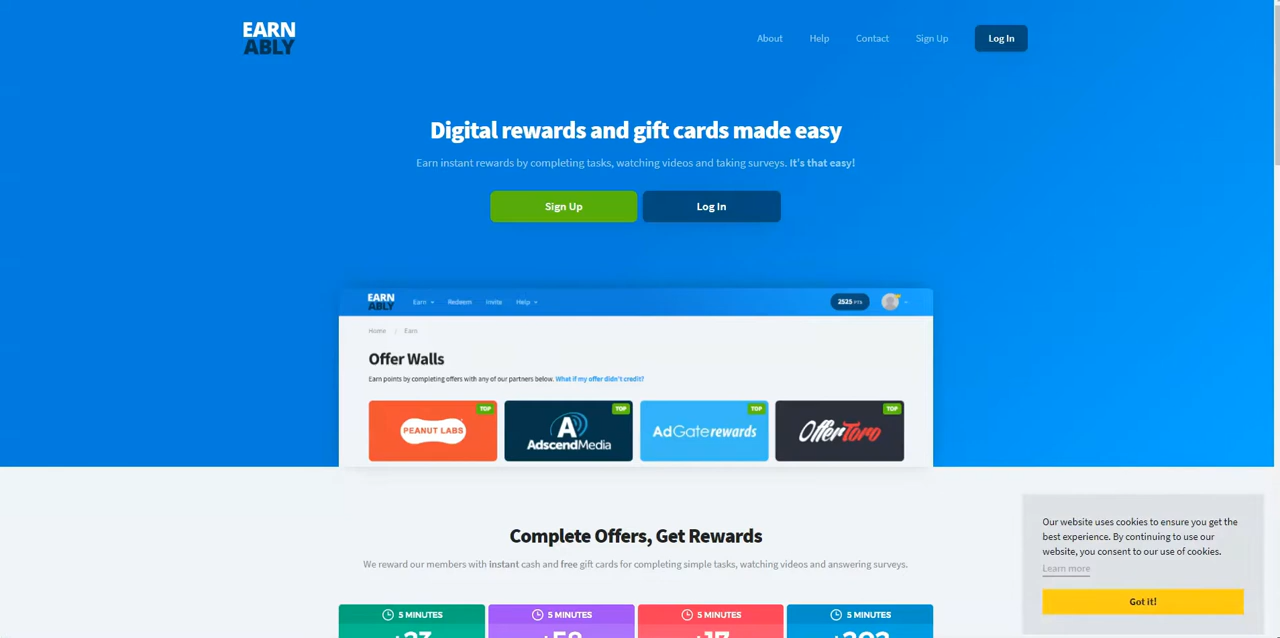 EARN
ABLY
About
Help
Contact
Sign Up
Log In
Digital rewards and gift cards made easy
Earn instant rewards by completing tasks, watching videos and taking surveys. It's that easy!
Sign Up
Log In
EARN
ABLY
Earn
Redeem
Invite
Help
2525 PTS
Home / Earn
Offer Walls
Earn points by completing offers with any of our partners below. What if my offer didn't credit?
TOP
PEANUT LABS
TOP
AdscendMedia
TOP
AdGate rewards
TOP
OfferToro
Complete Offers, Get Rewards
We reward our members with instant cash and free gift cards for completing simple tasks, watching videos and answering surveys.
5 MINUTES
5 MINUTES
5 MINUTES
5 MINUTES
Our website uses cookies to ensure you get the
best experience. By continuing to use our
website, you consent to our use of cookies.
Learn more
Got it!